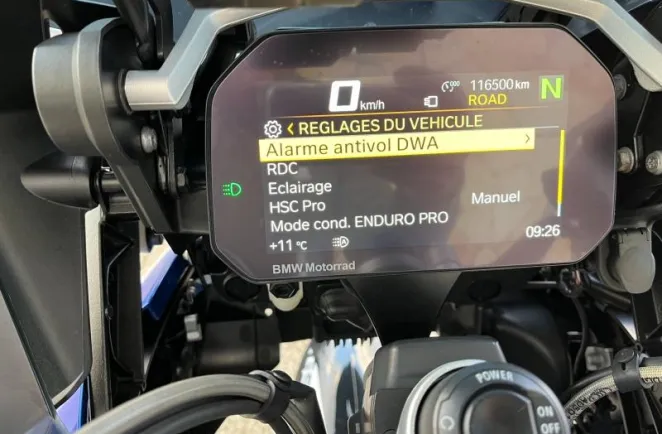 0 km/h
116500 km
ROAD
N
< REGLAGES DU VEHICULE
Alarme antivol DWA >
RDC
Eclairage
HSC Pro Manuel
Mode cond. ENDURO PRO
+11 °C 09:26
BMW Motorrad
POWER
ON
OFF